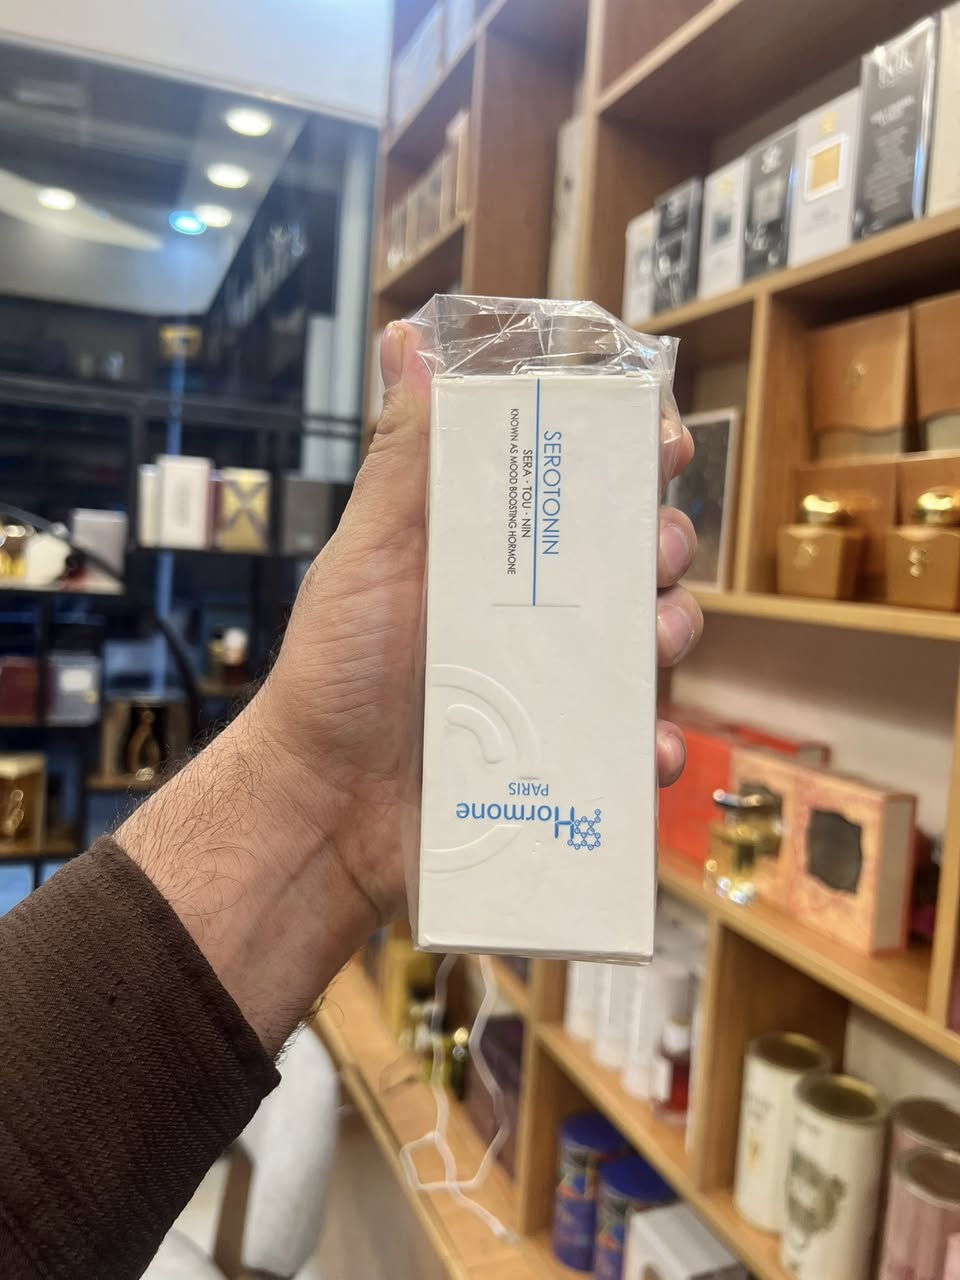 SEROTONIN
SERA · TOU · NIN
KNOWN AS MOOD BOOSTING HORMONE
Hormone
PARIS